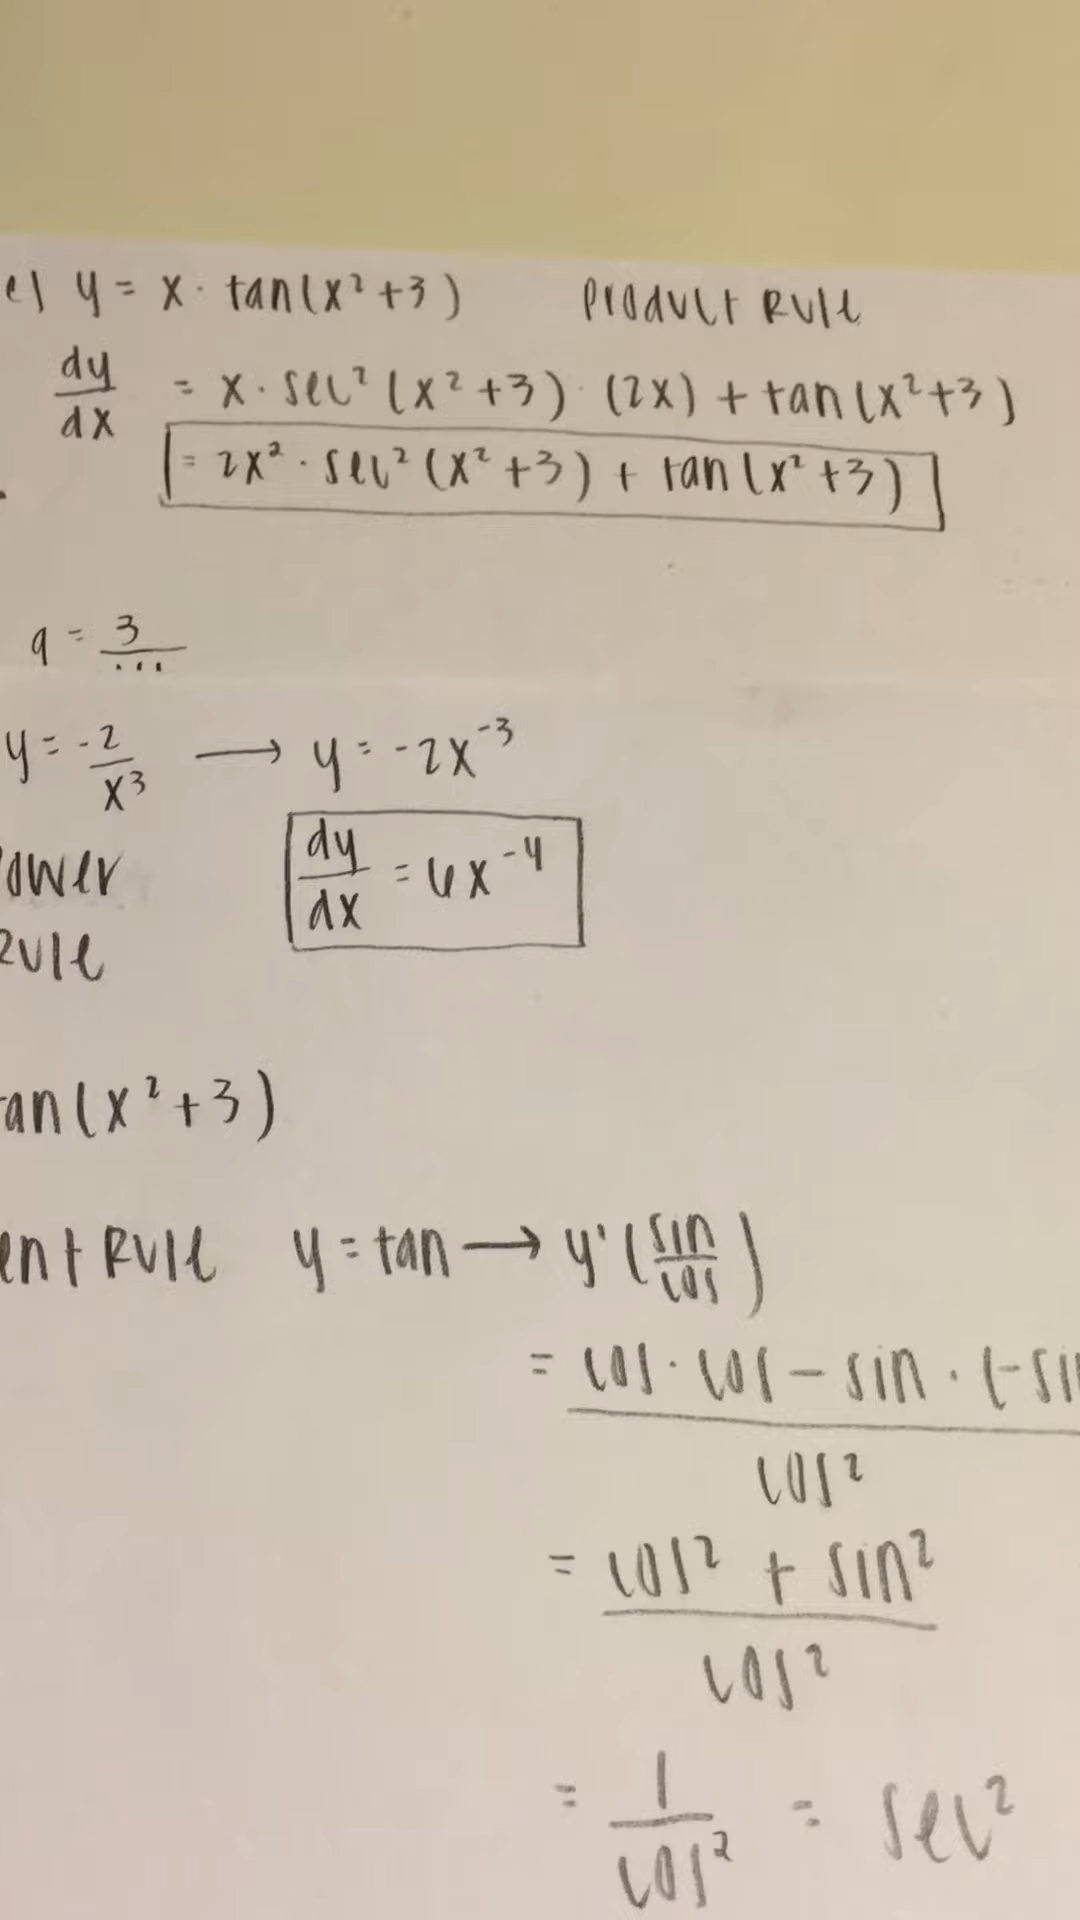 e) y = x · tan(x² + 3) Product Rule
dy/dx = x · sec² (x² + 3) · (2x) + tan(x² + 3)
= 2x² · sec² (x² + 3) + tan(x² + 3)
9 = 3/...
y = -2/x³ → y = -2x⁻³
ower
Rule
dy/dx = 6x⁻⁴
an(x² + 3)
ent Rule y = tan → y' (sin/cos)
= cos · cos - sin · (-si / cos²
= cos² + sin² / cos²
= 1/cos² = sec²